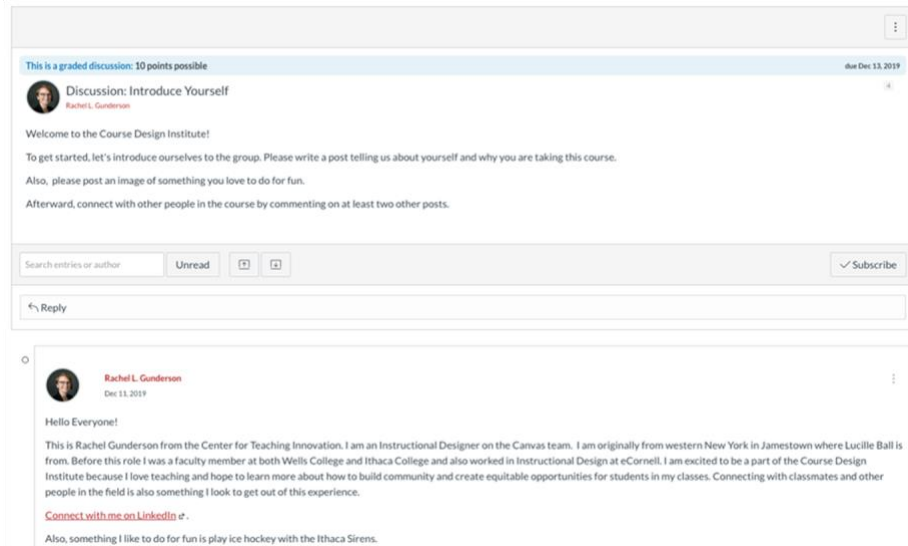 This is a graded discussion: 10 points possible
due Dec 13, 2019
Discussion: Introduce Yourself
4
Rachel L. Gunderson
Welcome to the Course Design Institute!
To get started, let's introduce ourselves to the group. Please write a post telling us about yourself and why you are taking this course.
Also, please post an image of something you love to do for fun.
Afterward, connect with other people in the course by commenting on at least two other posts.
Search entries or author
Unread
Subscribe
Reply
Rachel L. Gunderson
Dec 11, 2019
Hello Everyone!
This is Rachel Gunderson from the Center for Teaching Innovation. I am an Instructional Designer on the Canvas team. I am originally from western New York in Jamestown where Lucille Ball is
from. Before this role I was a faculty member at both Wells College and Ithaca College and also worked in Instructional Design at eCornell. I am excited to be a part of the Course Design
Institute because I love teaching and hope to learn more about how to build community and create equitable opportunities for students in my classes. Connecting with classmates and other
people in the field is also something I look to get out of this experience.
Connect with me on LinkedIn.
Also, something I like to do for fun is play ice hockey with the Ithaca Sirens.